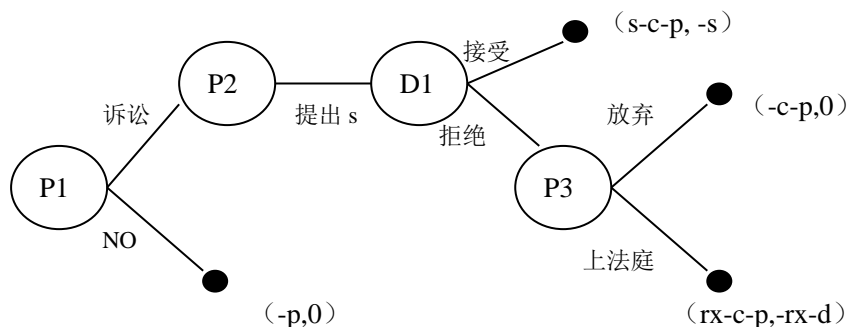 （s-c-p, -s）
接受
P2
D1
诉讼
提出 s
拒绝
放弃
（-c-p,0）
P1
P3
NO
上法庭
（-p,0）
(rx-c-p,-rx-d）